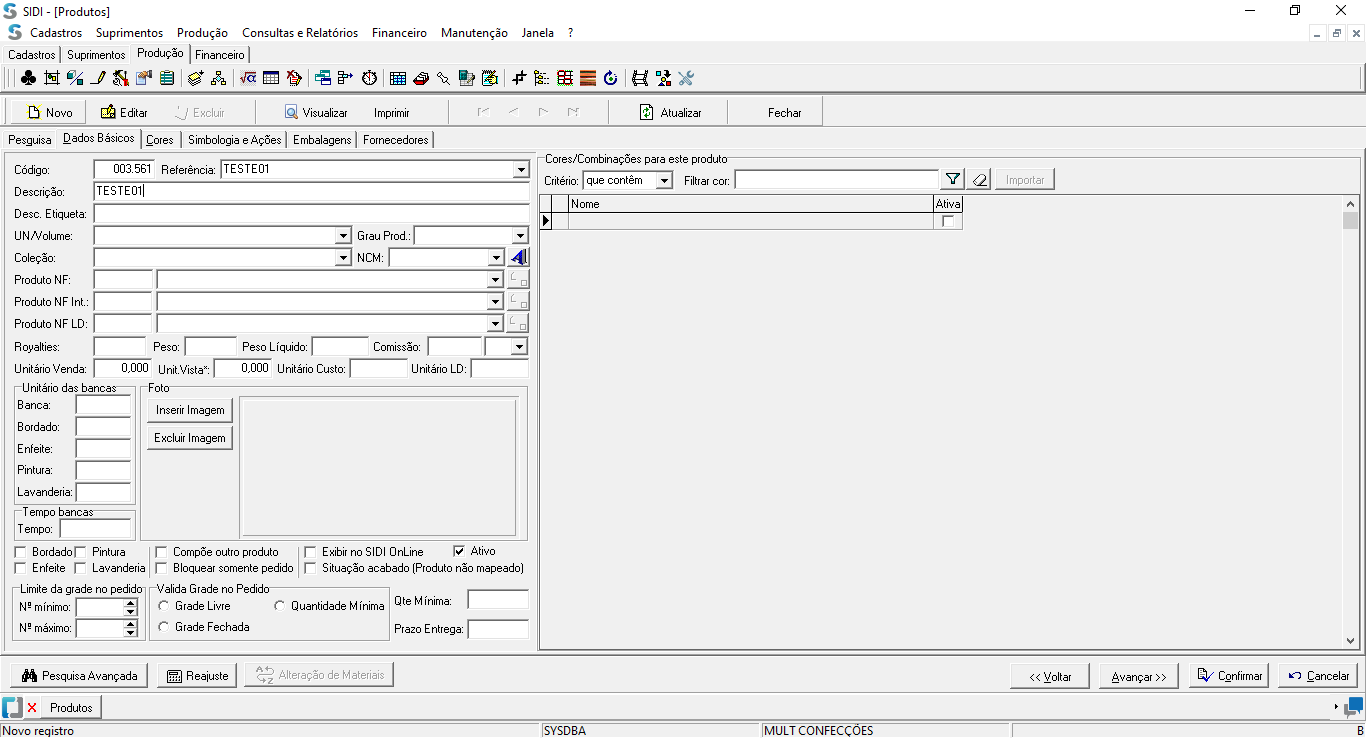 SIDI - [Produtos]
Cadastros Suprimentos Produção Consultas e Relatórios Financeiro Manutenção Janela ?
Cadastros Suprimentos Produção Financeiro
Novo Editar Excluir Visualizar Imprimir Atualizar Fechar
Pesquisa Dados Básicos Cores Simbologia e Ações Embalagens Fornecedores
Código: 003.561 Referência: TESTE01
Descrição: TESTE01
Desc. Etiqueta:
UN/Volume: Grau Prod.:
Coleção: NCM:
Produto NF:
Produto NF Int.:
Produto NF LD:
Royalties: Peso: Peso Líquido: Comissão:
Unitário Venda: 0,000 Unit.Vista*: 0,000 Unitário Custo: Unitário LD:
Unitário das bancas
Banca:
Bordado:
Enfeite:
Pintura:
Lavanderia:
Foto
Inserir Imagem
Excluir Imagem
Tempo bancas
Tempo:
Bordado Pintura Compõe outro produto Exibir no SIDI OnLine Ativo
Enfeite Lavanderia Bloquear somente pedido Situação acabado (Produto não mapeado)
Limite da grade no pedido
Nº mínimo:
Nº máximo:
Valida Grade no Pedido
Grade Livre Quantidade Mínima
Grade Fechada
Qte Mínima:
Prazo Entrega:
Cores/Combinações para este produto
Critério: que contêm Filtrar cor: Importar
Nome Ativa
Pesquisa Avançada Reajuste Alteração de Materiais << Voltar Avançar >> Confirmar Cancelar
Produtos
Novo registro SYSDBA MULT CONFECÇÕES B